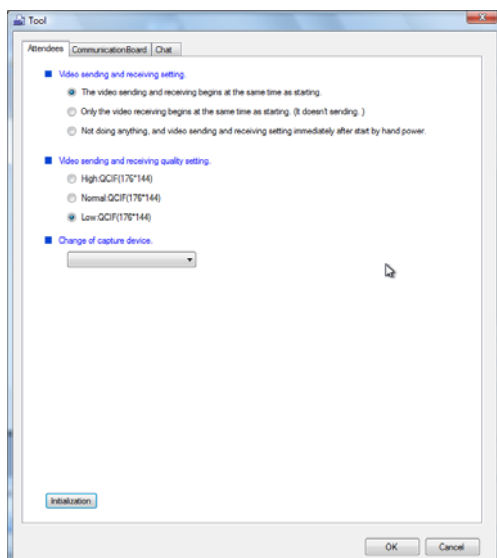 Tool
Attendees CommunicationBoard Chat
Video sending and receiving setting.
The video sending and receiving begins at the same time as starting.
Only the video receiving begins at the same time as starting. (It doesn't sending. )
Not doing anything, and video sending and receiving setting immediately after start by hand power.
Video sending and receiving quality setting.
High:QCIF(176*144)
Normal:QCIF(176*144)
Low:QCIF(176*144)
Change of capture device.
Initialization
OK Cancel